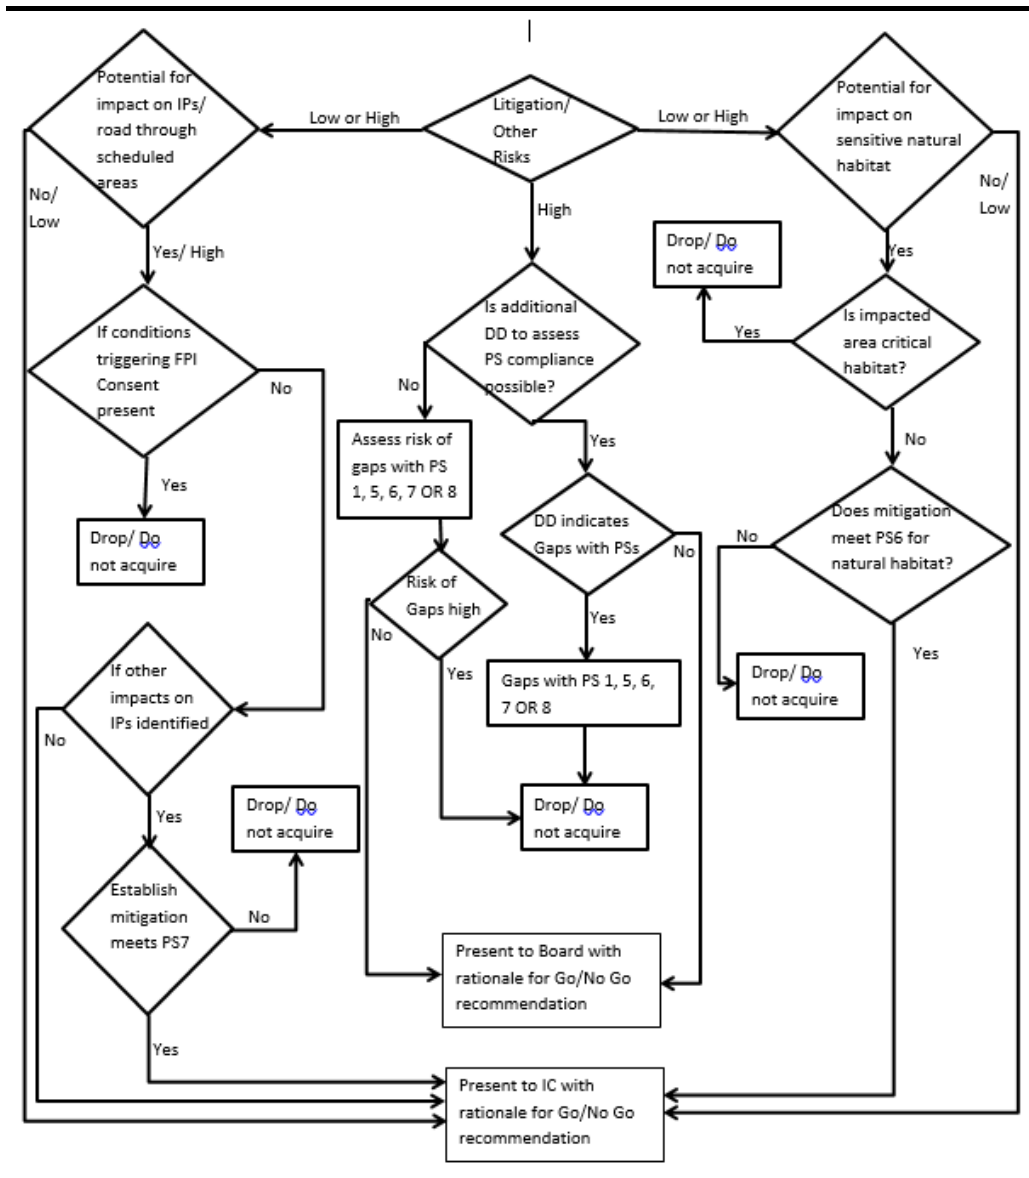 Potential for
impact on IPs/
road through
scheduled
areas
Low or High
Litigation/
Other
Risks
Low or High
Potential for
impact on
sensitive natural
habitat
No/
Low
No/
Low
Yes/ High
High
Yes
Drop/ Do
not acquire
If conditions
triggering FPI
Consent
present
No
Is additional
DD to assess
PS compliance
possible?
Yes
Is impacted
area critical
habitat?
No
Yes
No
Assess risk of
gaps with PS
1, 5, 6, 7 OR 8
Yes
Drop/ Do
not acquire
DD indicates
Gaps with PSs
No
No
Does mitigation
meet PS6 for
natural habitat?
Risk of
Gaps high
No
Yes
Yes
Yes
If other
impacts on
IPs identified
No
Gaps with PS 1, 5, 6,
7 OR 8
Drop/ Do
not acquire
Yes
Drop/ Do
not acquire
Drop/ Do
not acquire
Establish
mitigation
meets PS7
No
Present to Board with
rationale for Go/No Go
recommendation
Yes
Present to IC with
rationale for Go/No Go
recommendation